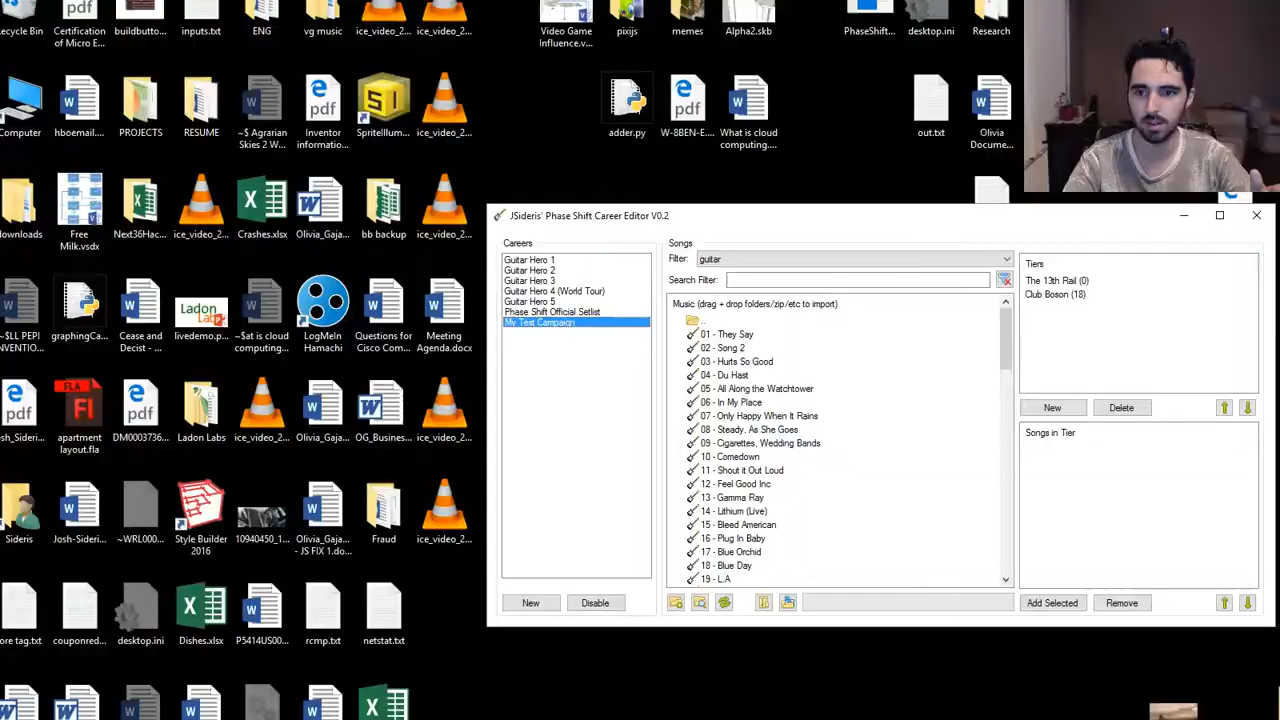 ecycle Bin
Certification of Micro E...
buildbutto...
inputs.txt
ENG
vg music
ice_video_2...
ice_video_2...
Video Game Influence.v...
pixijs
memes
Alpha2.skb
PhaseShift...
desktop.ini
Research
Computer
hboemail....
PROJECTS
RESUME
~$ Agrarian Skies 2 W...
Inventor informatio...
SpriteIllum...
ice_video_2...
adder.py
W-8BEN-E...
What is cloud computing....
out.txt
Olivia Docume...
downloads
Free Milk.vsdx
Next36Hac...
ice_video_2...
Crashes.xlsx
Olivia_Gaja...
bb backup
ice_video_2...
~$LL PEPI NVENTIO...
graphingCa...
Cease and Decist - ...
Ladon Labs
livedemo.p...
~$at is cloud computing...
LogMeIn Hamachi
Questions for Cisco Com...
Meeting Agenda.docx
osh_Sideri...
apartment layout.fla
DM0003736...
Ladon Labs
ice_video_2...
Olivia_Gaja...
OG_Business...
ice_video_2...
Sideris
Josh-Sideri...
~WRL000...
Style Builder 2016
10940450_1...
Olivia_Gaja... - JS FIX 1.do...
Fraud
ice_video_2...
ore tag.txt
couponred...
desktop.ini
Dishes.xlsx
P5414US00...
rcmp.txt
netstat.txt
JSideris' Phase Shift Career Editor V0.2
Careers
Guitar Hero 1
Guitar Hero 2
Guitar Hero 3
Guitar Hero 4 (World Tour)
Guitar Hero 5
Phase Shift Official Setlist
My Test Campaign
New
Disable
Songs
Filter: guitar
Search Filter:
Music (drag + drop folders/zip/etc to import)
..
01 - They Say
02 - Song 2
03 - Hurts So Good
04 - Du Hast
05 - All Along the Watchtower
06 - In My Place
07 - Only Happy When It Rains
08 - Steady, As She Goes
09 - Cigarettes, Wedding Bands
10 - Comedown
11 - Shout it Out Loud
12 - Feel Good Inc
13 - Gamma Ray
14 - Lithium (Live)
15 - Bleed American
16 - Plug In Baby
17 - Blue Orchid
18 - Blue Day
19 - L.A
Tiers
The 13th Rail (0)
Club Boson (18)
New
Delete
Songs in Tier
Add Selected
Remove